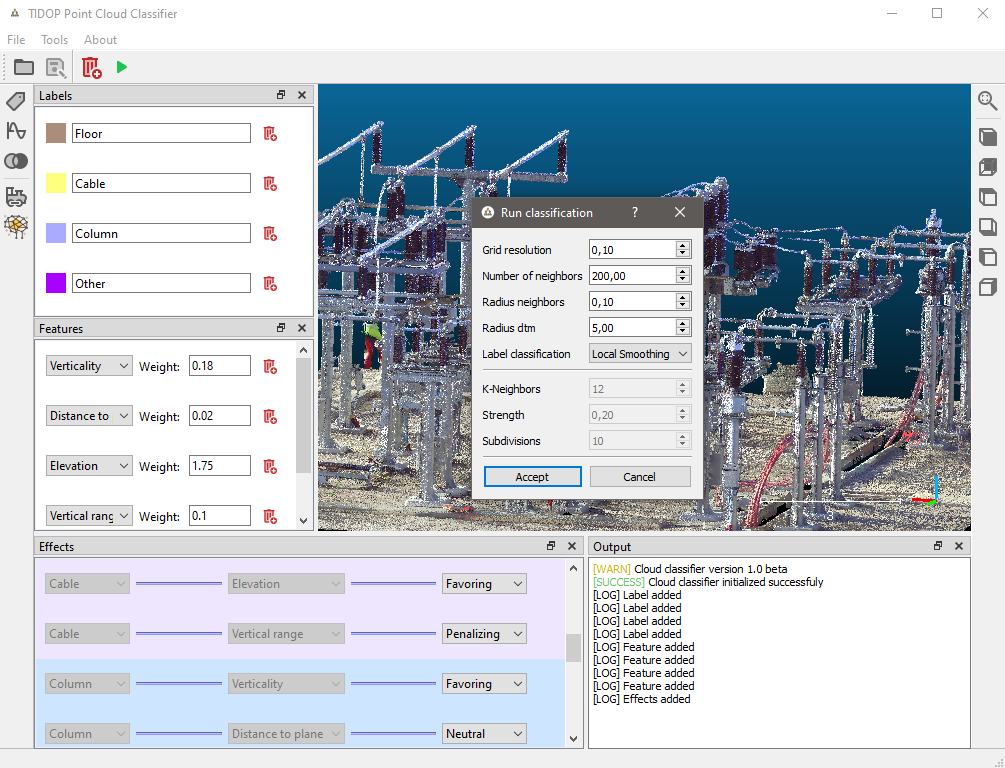 TIDOP Point Cloud Classifier
File Tools About
Labels
Floor
Cable
Column
Other
Features
Verticality Weight: 0.18
Distance to Weight: 0.02
Elevation Weight: 1.75
Vertical rang Weight: 0.1
Run classification ?
Grid resolution 0,10
Number of neighbors 200,00
Radius neighbors 0,10
Radius dtm 5,00
Label classification Local Smoothing
K-Neighbors 12
Strength 0,20
Subdivisions 10
Accept Cancel
Effects
Cable Elevation Favoring
Cable Vertical range Penalizing
Column Verticality Favoring
Column Distance to plane Neutral
Output
[WARN] Cloud classifier version 1.0 beta
[SUCCESS] Cloud classifier initialized successfuly
[LOG] Label added
[LOG] Label added
[LOG] Label added
[LOG] Label added
[LOG] Feature added
[LOG] Feature added
[LOG] Feature added
[LOG] Feature added
[LOG] Effects added